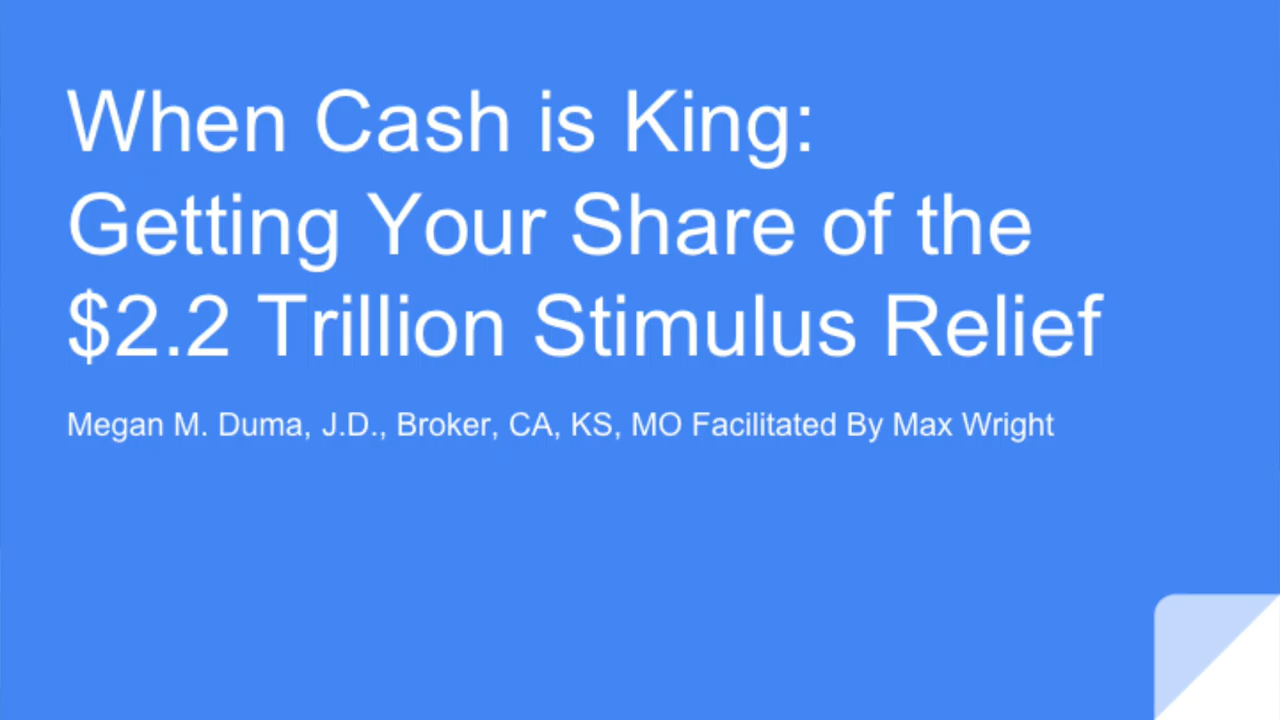 When Cash is King:
Getting Your Share of the
$2.2 Trillion Stimulus Relief
Megan M. Duma, J.D., Broker, CA, KS, MO Facilitated By Max Wright